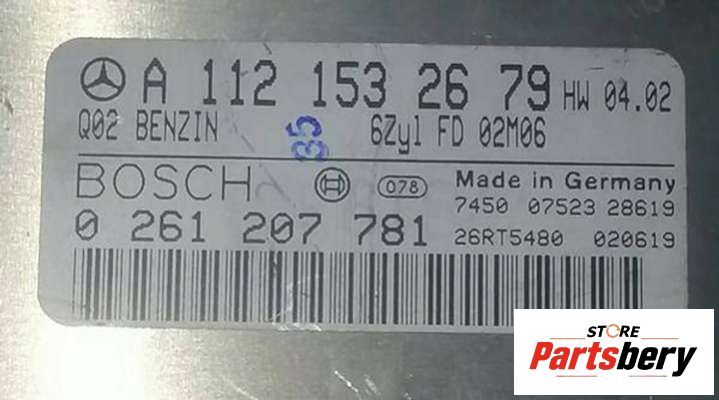 A 112 153 26 79 HW 04.02
Q02 BENZIN 6Zyl FD 02M06
35
BOSCH 078 Made in Germany
7450 07523 28619
0 261 207 781 26RT5480 020619
STORE
Partsbery